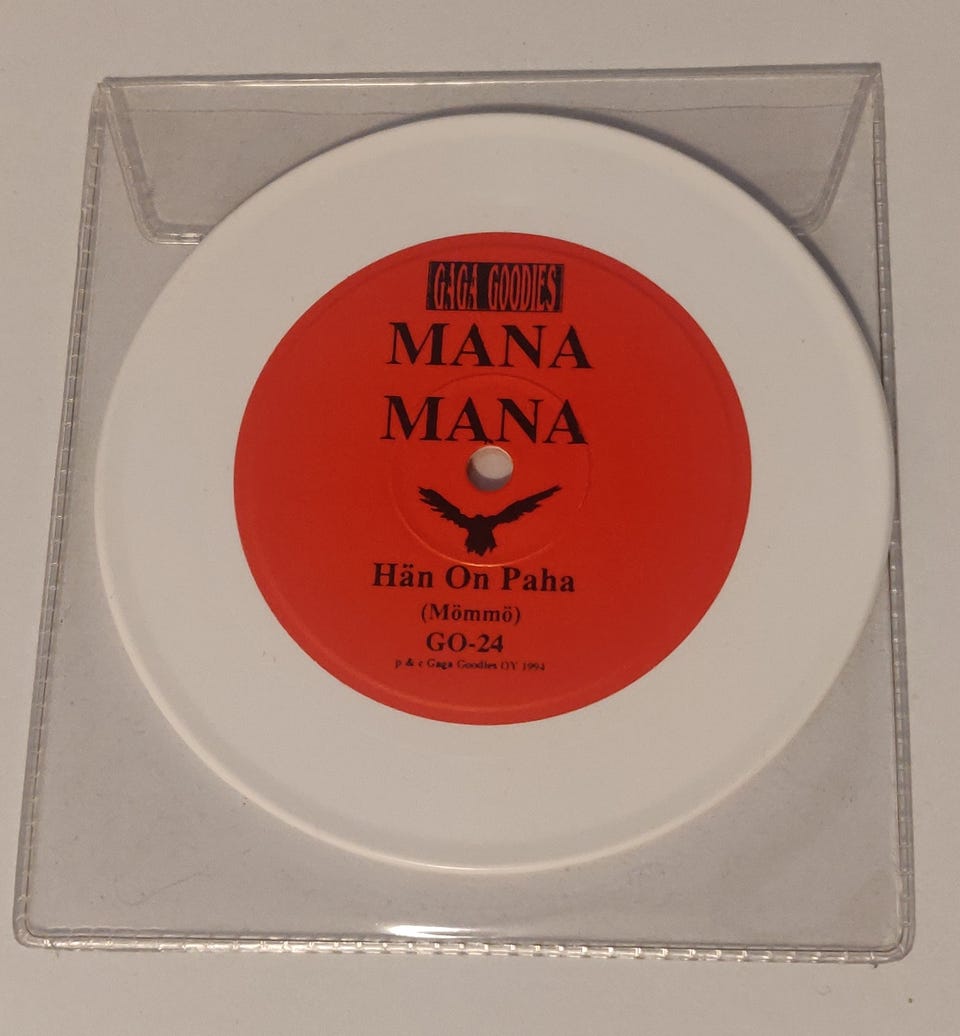 GAGA GOODIES
MANA
MANA
Hän On Paha
(Mömmö)
GO-24
p & c Gaga Goodies OY 1994